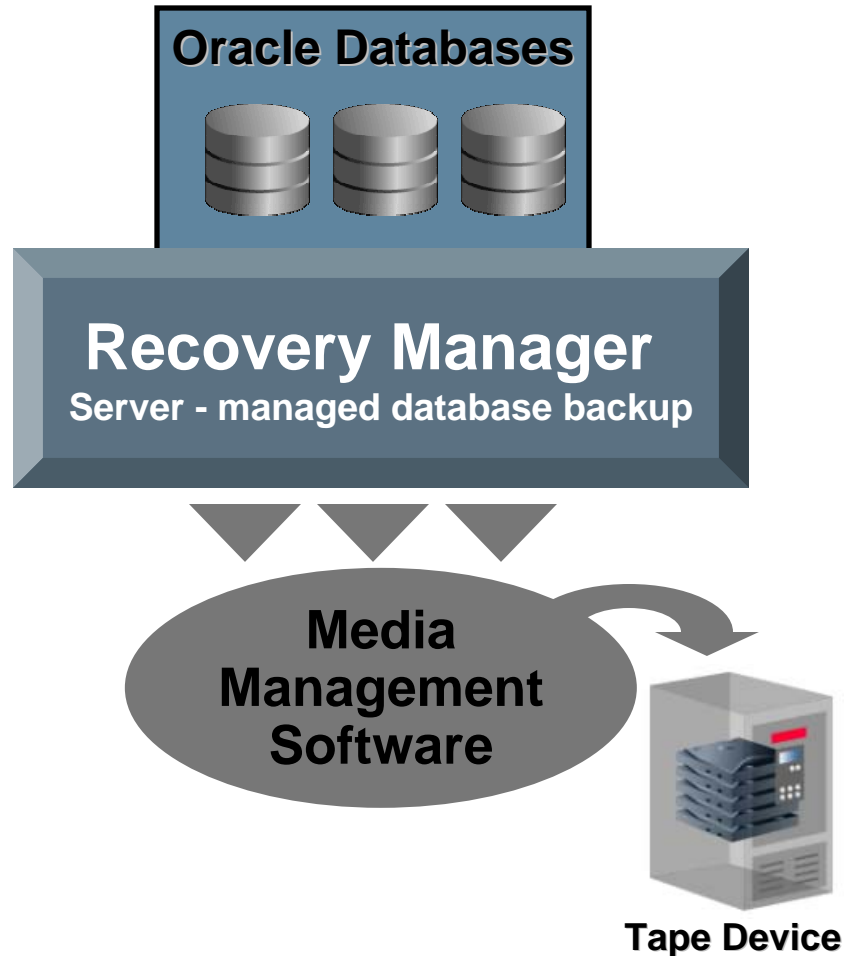 Oracle Databases
Recovery Manager
Server - managed database backup
Media
Management
Software
Tape Device